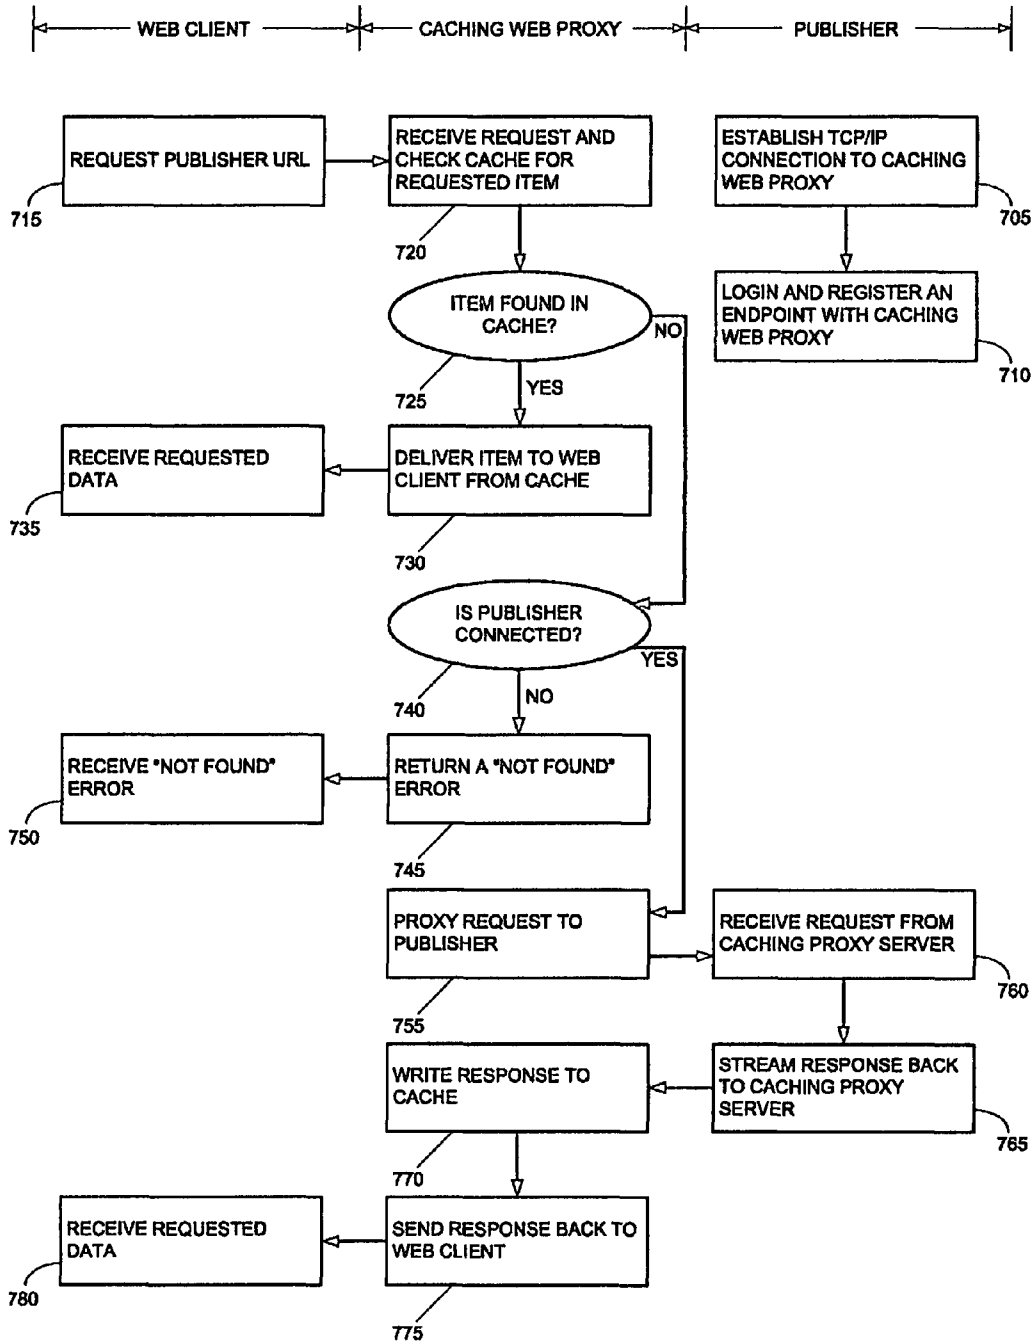 WEB CLIENT
CACHING WEB PROXY
PUBLISHER
REQUEST PUBLISHER URL
715
RECEIVE REQUEST AND
CHECK CACHE FOR
REQUESTED ITEM
720
ESTABLISH TCP/IP
CONNECTION TO CACHING
WEB PROXY
705
ITEM FOUND IN
CACHE?
NO
725
YES
LOGIN AND REGISTER AN
ENDPOINT WITH CACHING
WEB PROXY
710
RECEIVE REQUESTED
DATA
735
DELIVER ITEM TO WEB
CLIENT FROM CACHE
730
IS PUBLISHER
CONNECTED?
YES
740
NO
RECEIVE "NOT FOUND"
ERROR
750
RETURN A "NOT FOUND"
ERROR
745
PROXY REQUEST TO
PUBLISHER
755
RECEIVE REQUEST FROM
CACHING PROXY SERVER
760
WRITE RESPONSE TO
CACHE
770
STREAM RESPONSE BACK
TO CACHING PROXY
SERVER
765
RECEIVE REQUESTED
DATA
780
SEND RESPONSE BACK TO
WEB CLIENT
775